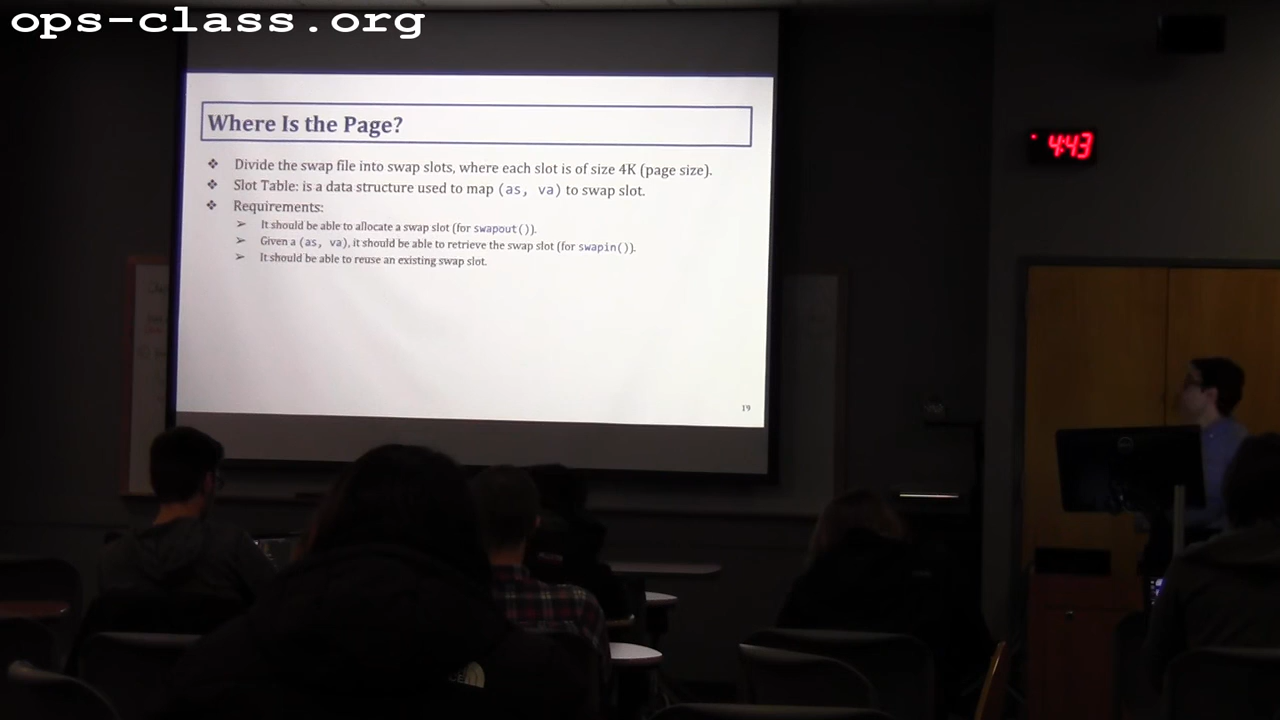 ops-class.org
Where Is the Page?
❖ Divide the swap file into swap slots, where each slot is of size 4K (page size).
❖ Slot Table: is a data structure used to map (as, va) to swap slot.
❖ Requirements:
➢ It should be able to allocate a swap slot (for swapout()).
➢ Given a (as, va), it should be able to retrieve the swap slot (for swapin()).
➢ It should be able to reuse an existing swap slot.
19
4:43